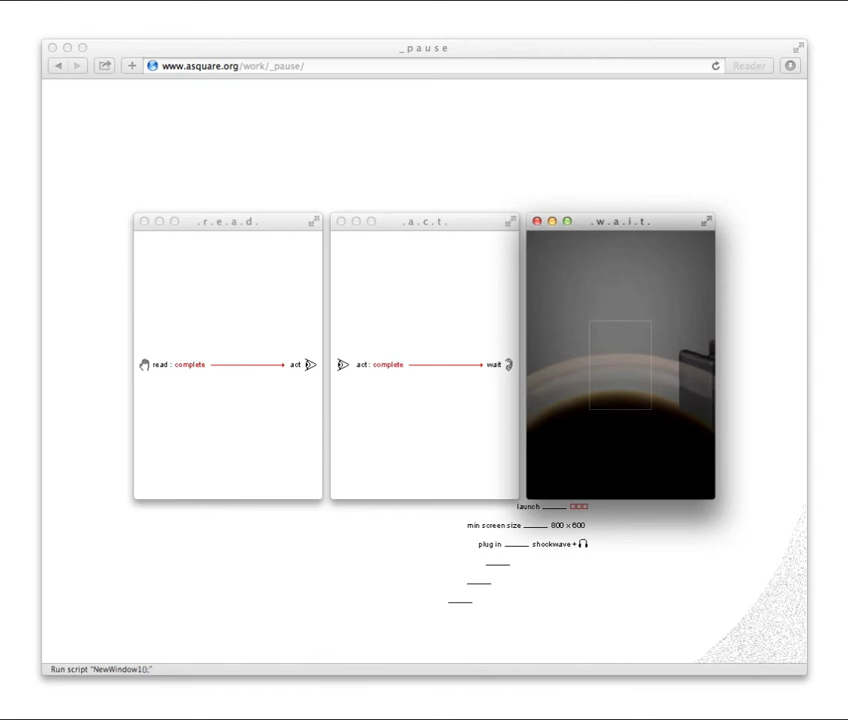 _pause
www.asquare.org/work/_pause/
Reader
.r.e.a.d.
.a.c.t.
.w.a.i.t.
read : complete
act
act : complete
wait
launch
min screen size
800 x 600
plug in
shockwave +
Run script "NewWindow1();"